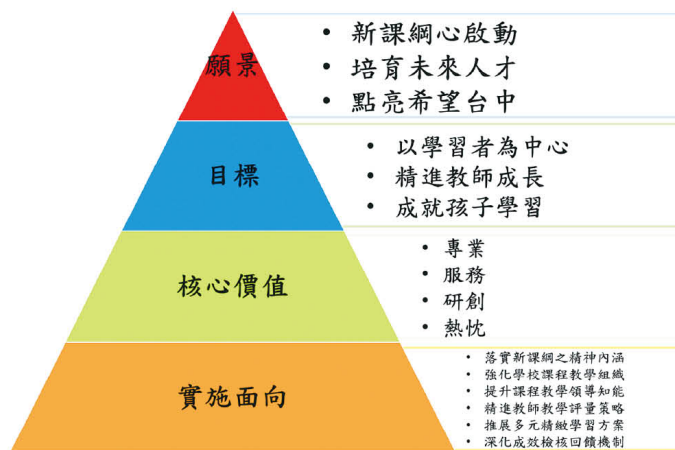 願景
• 新課綱心啟動
• 培育未來人才
• 點亮希望台中
目標
• 以學習者為中心
• 精進教師成長
• 成就孩子學習
核心價值
• 專業
• 服務
• 研創
• 熱忱
實施面向
• 落實新課綱之精神內涵
• 強化學校課程教學組織
• 提升課程教學領導知能
• 精進教師教學評量策略
• 推展多元精緻學習方案
• 深化成效檢核回饋機制